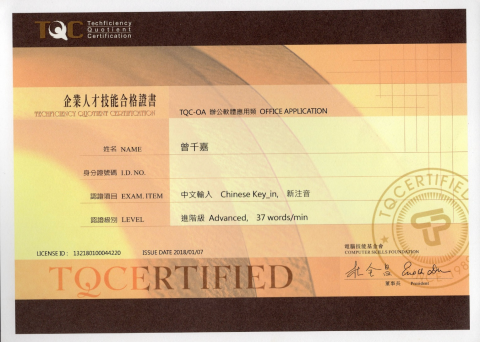 TQC Techficiency
Quotient
Certification
企業人才技能合格證書
TECHFICIENCY QUOTIENT CERTIFICATION
TQC-OA 辦公軟體應用類 OFFICE APPLICATION
姓名 NAME 曾千嘉
身分證號碼 I.D. NO.
認證項目 EXAM. ITEM 中文輸入 Chinese Key_in, 新注音
認證級別 LEVEL 進階級 Advanced, 37 words/min
TQCERTIFIED
電腦技能基金會
COMPUTER SKILLS FOUNDATION
LICENSE ID: 132180100044220 ISSUE DATE 2018/01/07
TQCERTIFIED
董事長 President